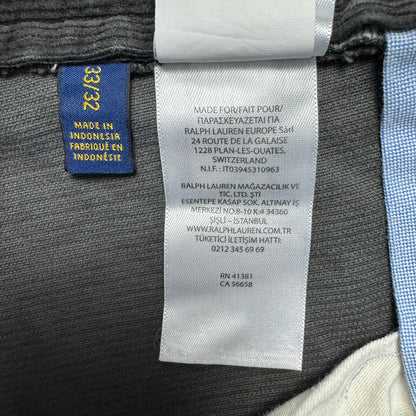 33/32
MADE IN
INDONESIA
FABRIQUÉ EN
INDONÉSIE
MADE FOR/FAIT POUR/
ΠΑΡΑΣΚΕΥΑΖΕΤΑΙ ΓΙΑ
RALPH LAUREN EUROPE Sàrl
24 ROUTE DE LA GALAISE
1228 PLAN-LES-OUATES,
SWITZERLAND
N.I.F. : IT03945310963
RALPH LAUREN MAĞAZACILIK VE
TİC. LTD. ŞTİ
ESENTEPE KASAP SOK. ALTINAY İŞ
MERKEZİ NO:8-10 K:4 34360
ŞİŞLİ – İSTANBUL
WWW.RALPHLAUREN.COM.TR
TÜKETİCİ İLETİŞİM HATTI:
0212 345 69 69
RN 41381
CA 56658